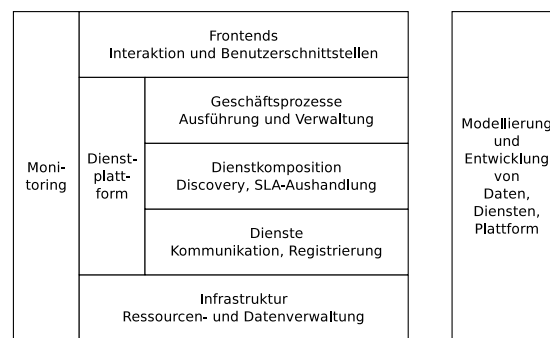 Frontends
Interaktion und Benutzerschnittstellen
Moni-
toring
Dienst-
platt-
form
Geschäftsprozesse
Ausführung und Verwaltung
Dienstkomposition
Discovery, SLA-Aushandlung
Dienste
Kommunikation, Registrierung
Infrastruktur
Ressourcen- und Datenverwaltung
Modellierung
und
Entwicklung
von
Daten,
Diensten,
Plattform